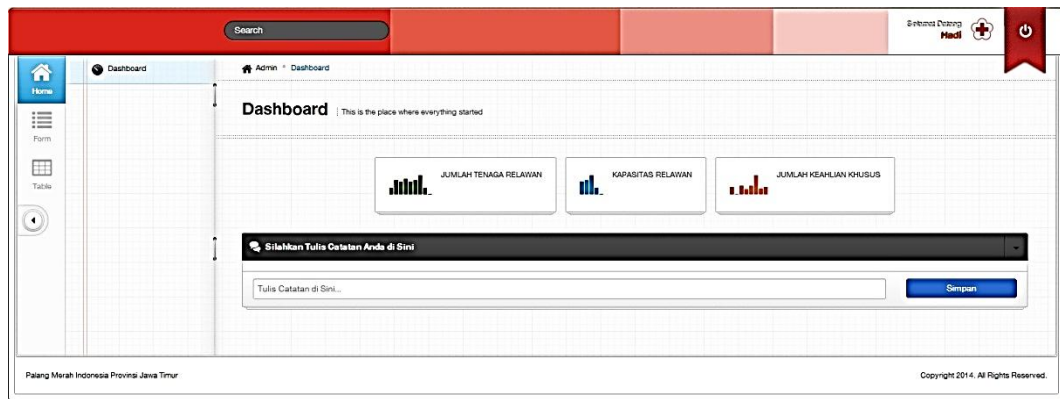 Search
Selamat Datang
Hadi
Home
Form
Table
Dashboard
Admin Dashboard
Dashboard This is the place where everything started
JUMLAH TENAGA RELAWAN
KAPASITAS RELAWAN
JUMLAH KEAHLIAN KHUSUS
Silahkan Tulis Catatan Anda di Sini
Tulis Catatan di Sini...
Simpan
Palang Merah Indonesia Provinsi Jawa Timur
Copyright 2014. All Rights Reserved.